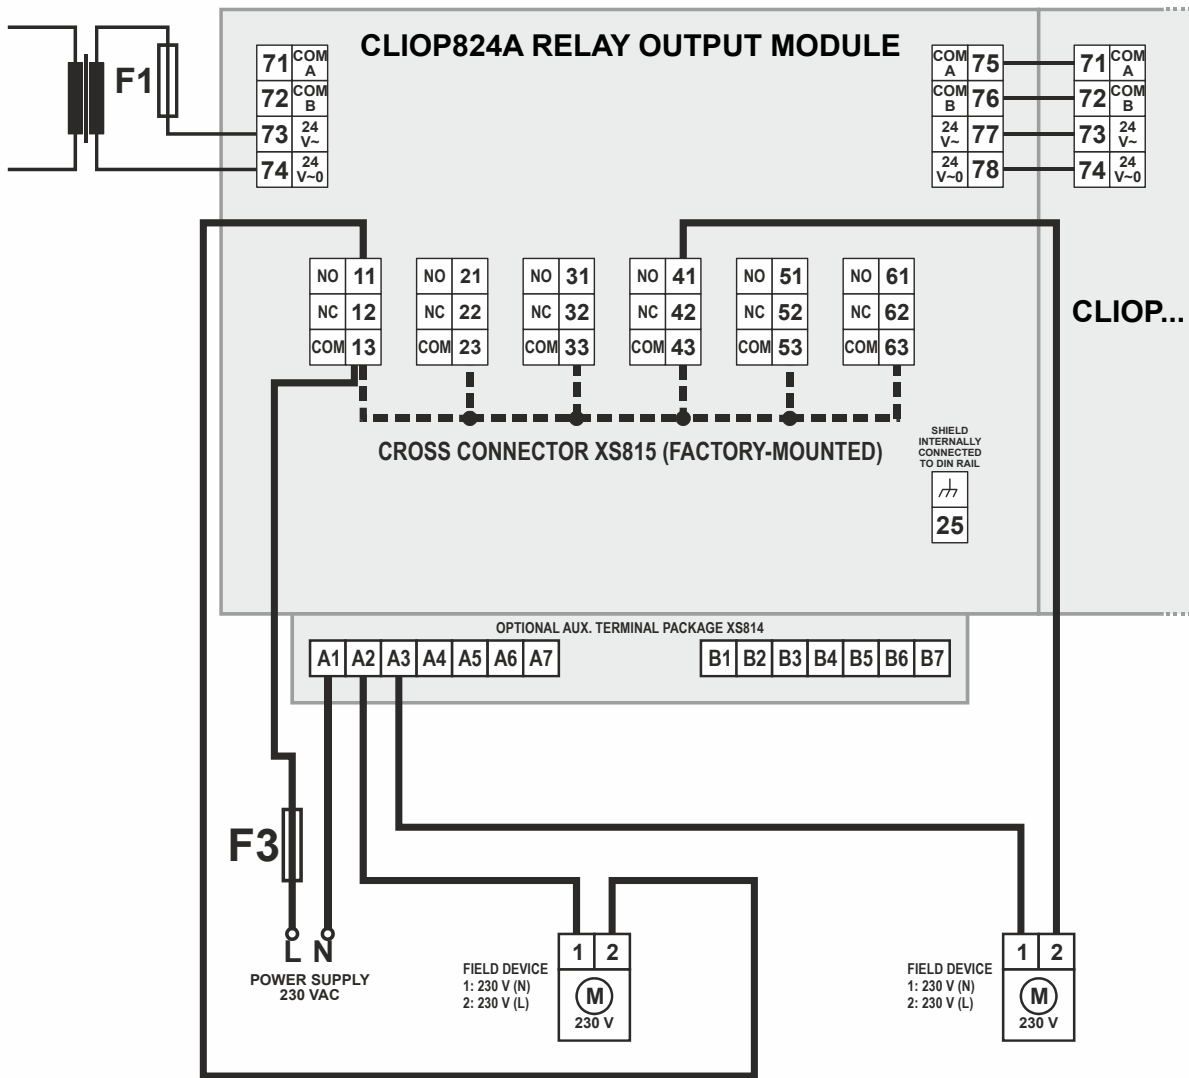 CLIOP824A RELAY OUTPUT MODULE
F1
71 COM A
72 COM B
73 24 V~
74 24 V~0
COM A 75
COM B 76
24 V~ 77
24 V~0 78
71 COM A
72 COM B
73 24 V~
74 24 V~0
NO 11
NC 12
COM 13
NO 21
NC 22
COM 23
NO 31
NC 32
COM 33
NO 41
NC 42
COM 43
NO 51
NC 52
COM 53
NO 61
NC 62
COM 63
CLIOP...
CROSS CONNECTOR XS815 (FACTORY-MOUNTED)
SHIELD
INTERNALLY
CONNECTED
TO DIN RAIL
25
OPTIONAL AUX. TERMINAL PACKAGE XS814
A1 A2 A3 A4 A5 A6 A7
B1 B2 B3 B4 B5 B6 B7
F3
L N
POWER SUPPLY
230 VAC
FIELD DEVICE
1: 230 V (N)
2: 230 V (L)
1 2
M
230 V
FIELD DEVICE
1: 230 V (N)
2: 230 V (L)
1 2
M
230 V